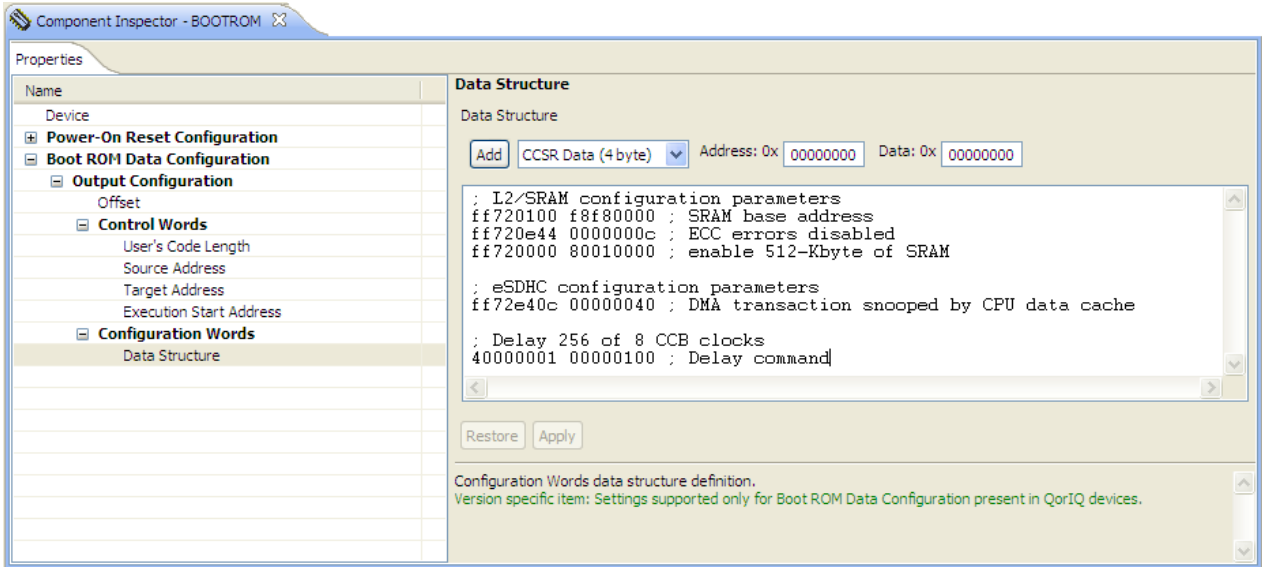 Component Inspector - BOOTROM
Properties
Name
Device
Power-On Reset Configuration
Boot ROM Data Configuration
Output Configuration
Offset
Control Words
User's Code Length
Source Address
Target Address
Execution Start Address
Configuration Words
Data Structure
Data Structure
Data Structure
Add CCSR Data (4 byte) Address: 0x 00000000 Data: 0x 00000000
; L2/SRAM configuration parameters
ff720100 f8f80000 ; SRAM base address
ff720e44 0000000c ; ECC errors disabled
ff720000 80010000 ; enable 512-Kbyte of SRAM
; eSDHC configuration parameters
ff72e40c 00000040 ; DMA transaction snooped by CPU data cache
; Delay 256 of 8 CCB clocks
40000001 00000100 ; Delay command
Restore Apply
Configuration Words data structure definition.
Version specific item: Settings supported only for Boot ROM Data Configuration present in QorIQ devices.